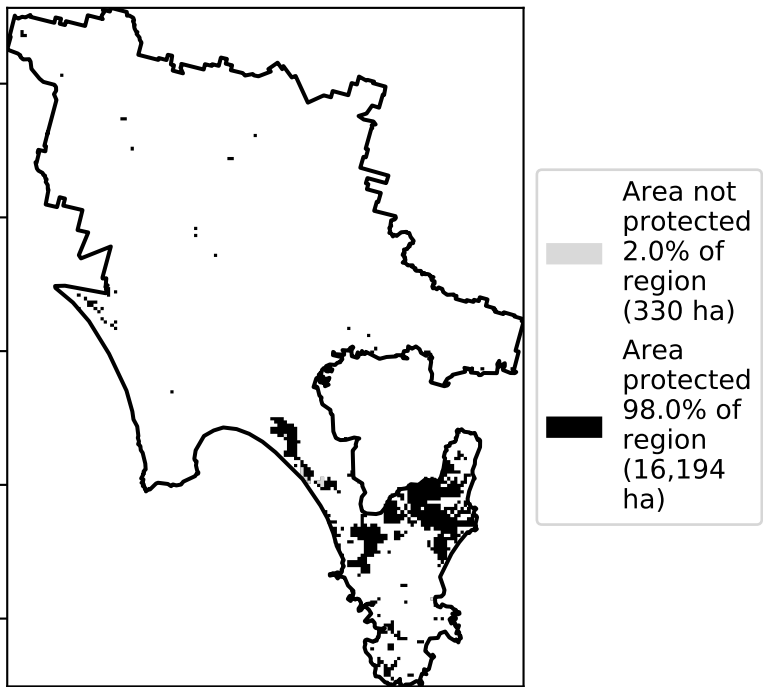 Area not
protected
2.0% of
region
(330 ha)
Area
protected
98.0% of
region
(16,194
ha)